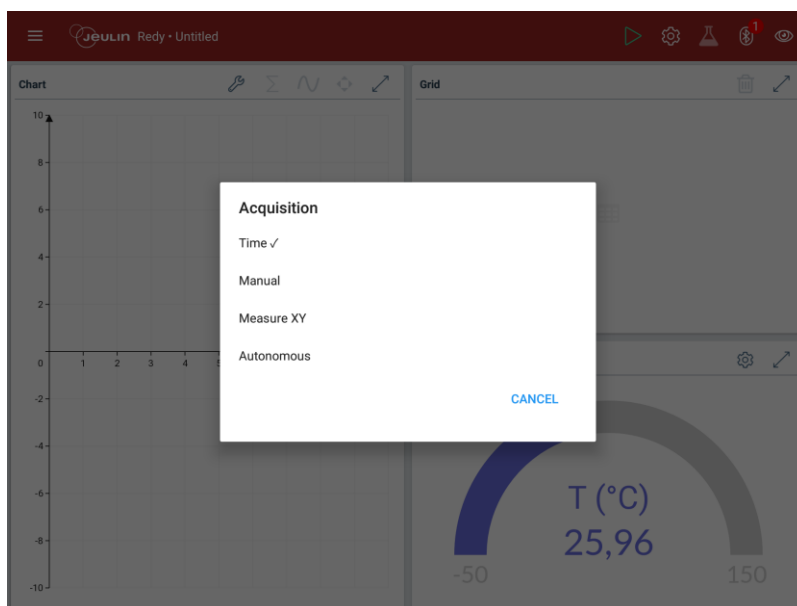 Jeulin Redy • Untitled
1
Chart
Grid
10
8
6
4
2
0
1 2 3 4
-2
-4
-6
-8
-10
Acquisition
Time ✓
Manual
Measure XY
Autonomous
CANCEL
T (°C)
25,96
-50 150